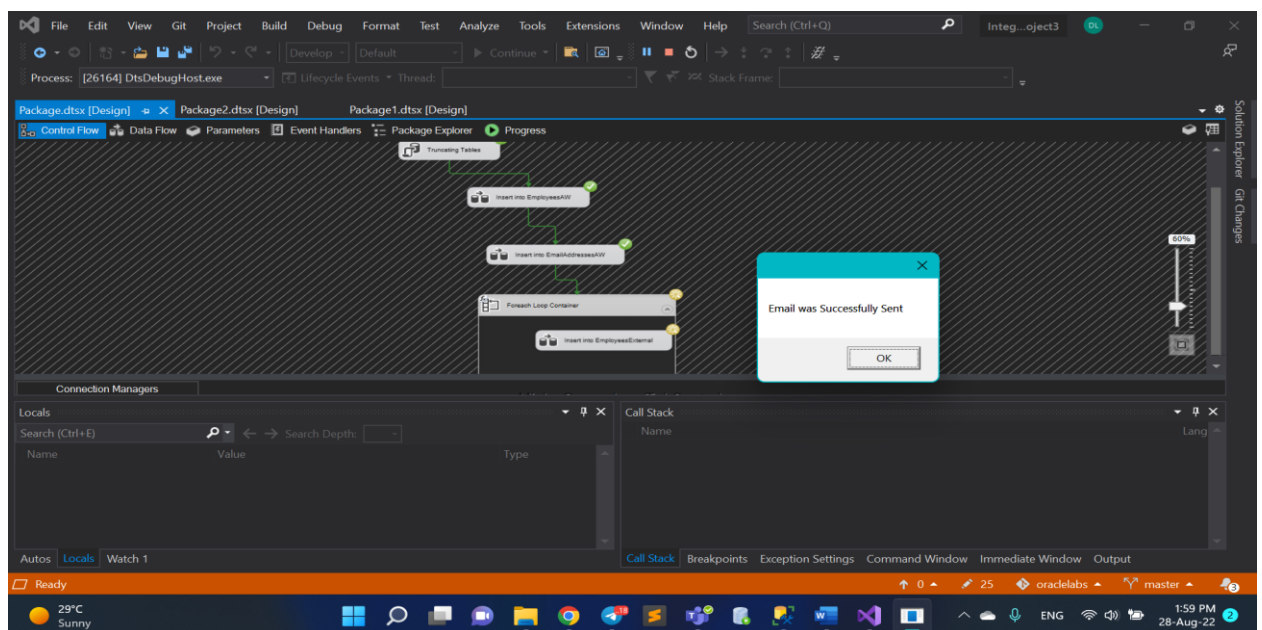 File Edit View Git Project Build Debug Format Test Analyze Tools Extensions Window Help Search (Ctrl+Q) Integ...oject3 DL
Develop Default Continue
Process: [26164] DtsDebugHost.exe Lifecycle Events Thread: Stack Frame:
Package.dtsx [Design] Package2.dtsx [Design] Package1.dtsx [Design]
Control Flow Data Flow Parameters Event Handlers Package Explorer Progress
Solution Explorer
Git Changes
Truncating Tables
Insert into EmployeesAW
Insert into EmailAddressesAW
Foreach Loop Container
Insert into EmployeesExternal
60%
Email was Successfully Sent
OK
Connection Managers
Locals
Search (Ctrl+E) Search Depth:
Name Value Type
Call Stack
Name Lang
Autos Locals Watch 1
Call Stack Breakpoints Exception Settings Command Window Immediate Window Output
Ready 0 25 oraclelabs master 3
29°C
Sunny
18
ENG
1:59 PM
28-Aug-22
2